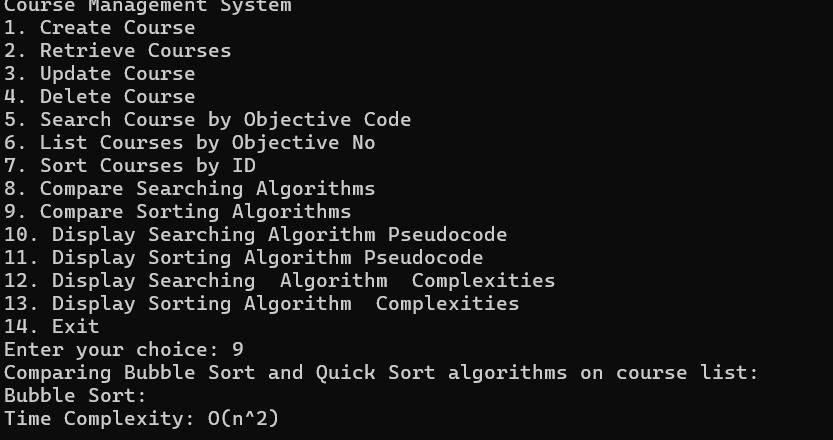 Course Management System
1. Create Course
2. Retrieve Courses
3. Update Course
4. Delete Course
5. Search Course by Objective Code
6. List Courses by Objective No
7. Sort Courses by ID
8. Compare Searching Algorithms
9. Compare Sorting Algorithms
10. Display Searching Algorithm Pseudocode
11. Display Sorting Algorithm Pseudocode
12. Display Searching  Algorithm  Complexities
13. Display Sorting Algorithm  Complexities
14. Exit
Enter your choice: 9
Comparing Bubble Sort and Quick Sort algorithms on course list:
Bubble Sort:
Time Complexity: O(n^2)